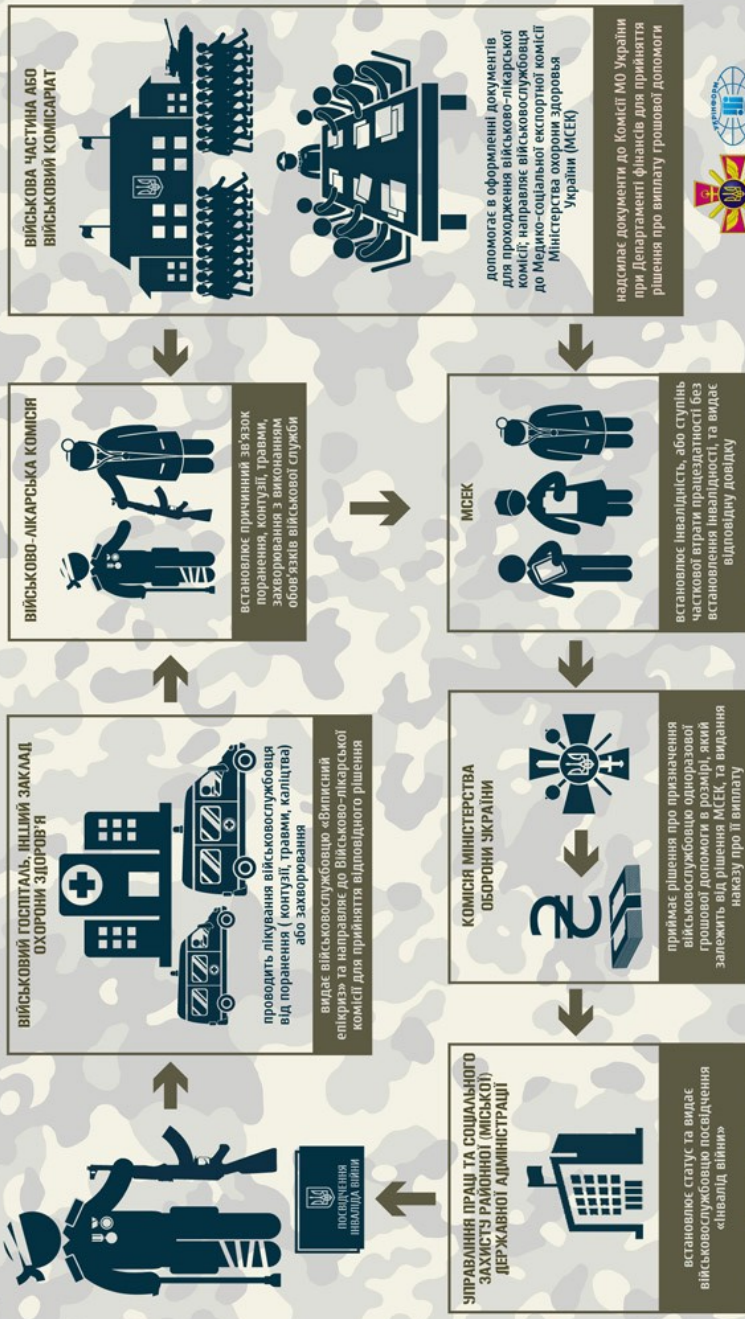 ВІЙСЬКОВИЙ ГОСПІТАЛЬ, ІНШИЙ ЗАКЛАД
ОХОРОНИ ЗДОРОВ'Я
проводить лікування військовослужбовця
від поранення ( контузії, травми, каліцтва)
або захворювання
видає військовослужбовцю «Виписний
епікриз» та направляє до Військово-лікарської
комісії для прийняття відповідного рішення
ВІЙСЬКОВО-ЛІКАРСЬКА КОМІСІЯ
встановлює причинний зв'язок
поранення, контузії, травми,
захворювання з виконанням
обов'язків військової служби
ВІЙСЬКОВА ЧАСТИНА АБО
ВІЙСЬКОВИЙ КОМІСАРІАТ
допомогає в оформленні документів
для проходження військово-лікарської
комісії; направляє військовослужбовця
до Медико-соціальної експортної комісії
Міністерства охорони здоровья
України (МСЕК)
надсилає документи до Комісії МО України
при Департаменті фінансів для прийняття
рішення про виплату грошової допомоги
МСЕК
встановлює інвалідність, або ступінь
часткової втрати працездатності без
встановлення інвалідності, та видає
відповідну довідку
КОМІСІЯ МІНІСТЕРСТВА
ОБОРОНИ УКРАЇНИ
приймає рішення про призначення
військовослужбовцю одноразової
грошової допомоги в розмірі, який
залежить від рішення МСЕК, та видання
наказу про її виплату
УПРАВЛІННЯ ПРАЦІ ТА СОЦІАЛЬНОГО
ЗАХИСТУ РАЙОННОЇ (МІСЬКОЇ)
ДЕРЖАВНОЇ АДМІНІСТРАЦІЇ
встановлює статус та видає
військовослужбовцю посвідчення
«Інвалід війни»
ПОСВІДЧЕННЯ
ІНВАЛІДА ВІЙНИ
УКРІНФОРМ